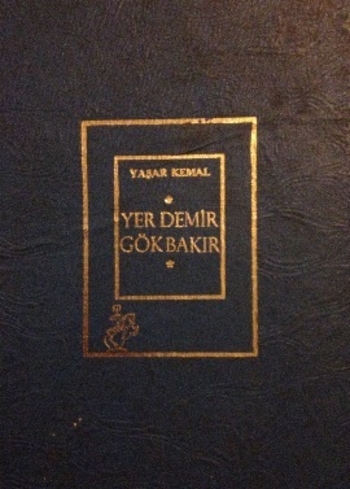 YAŞAR KEMAL
YER DEMİR
GÖK BAKIR